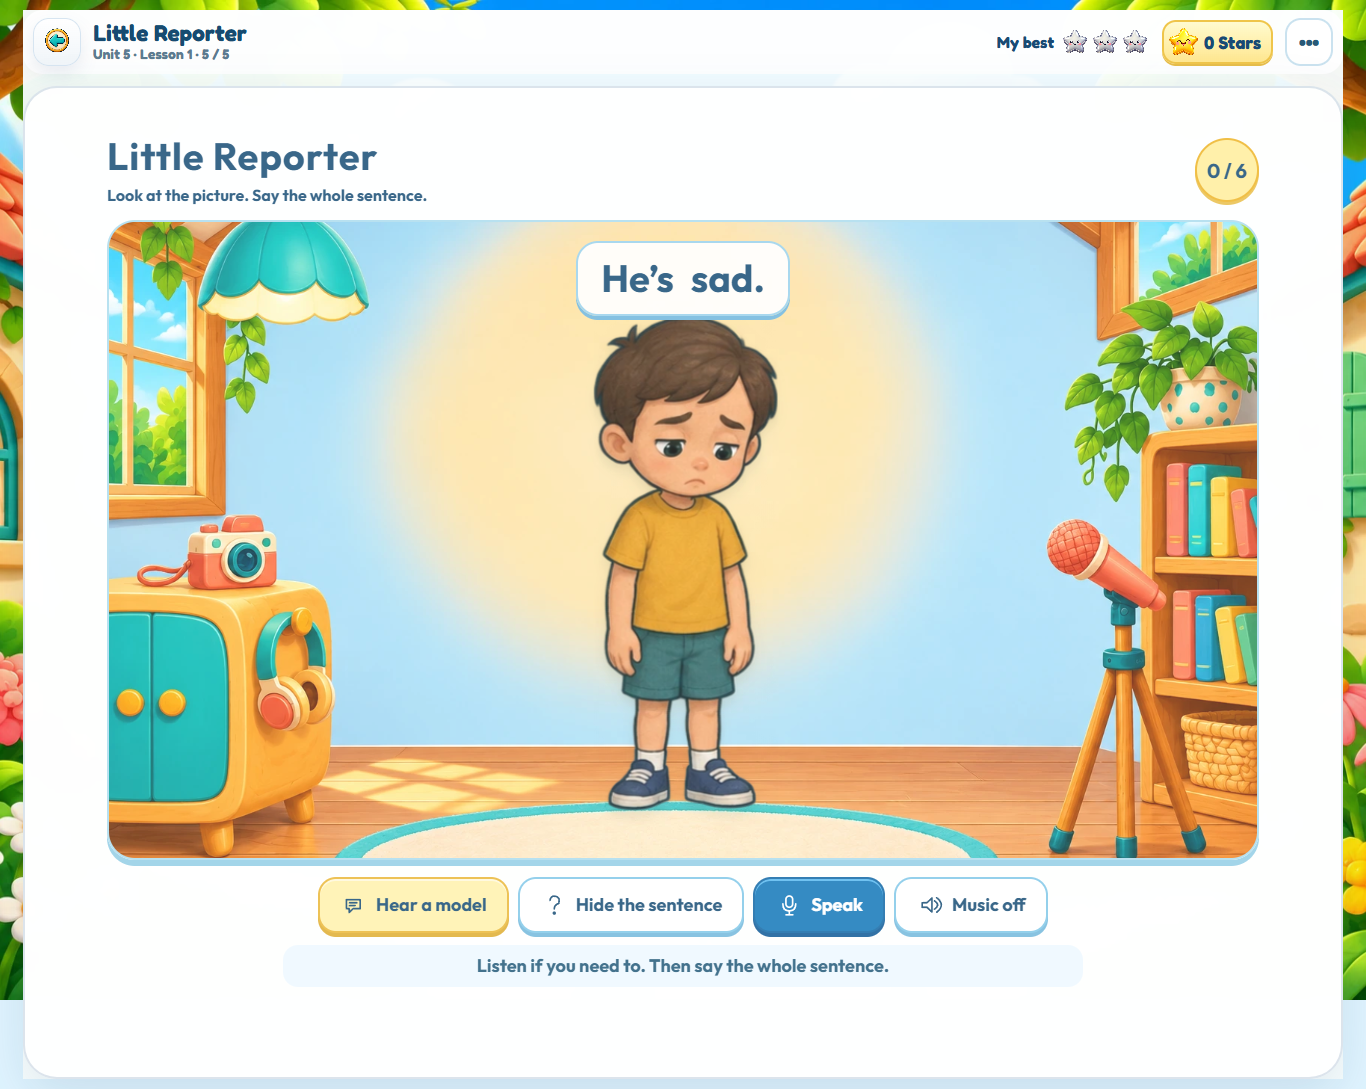 Little Reporter
Unit 5 · Lesson 1 · 5 / 5
My best
0 Stars
Little Reporter
Look at the picture. Say the whole sentence.
0 / 6
He’s sad.
Hear a model
? Hide the sentence
Speak
Music off
Listen if you need to. Then say the whole sentence.